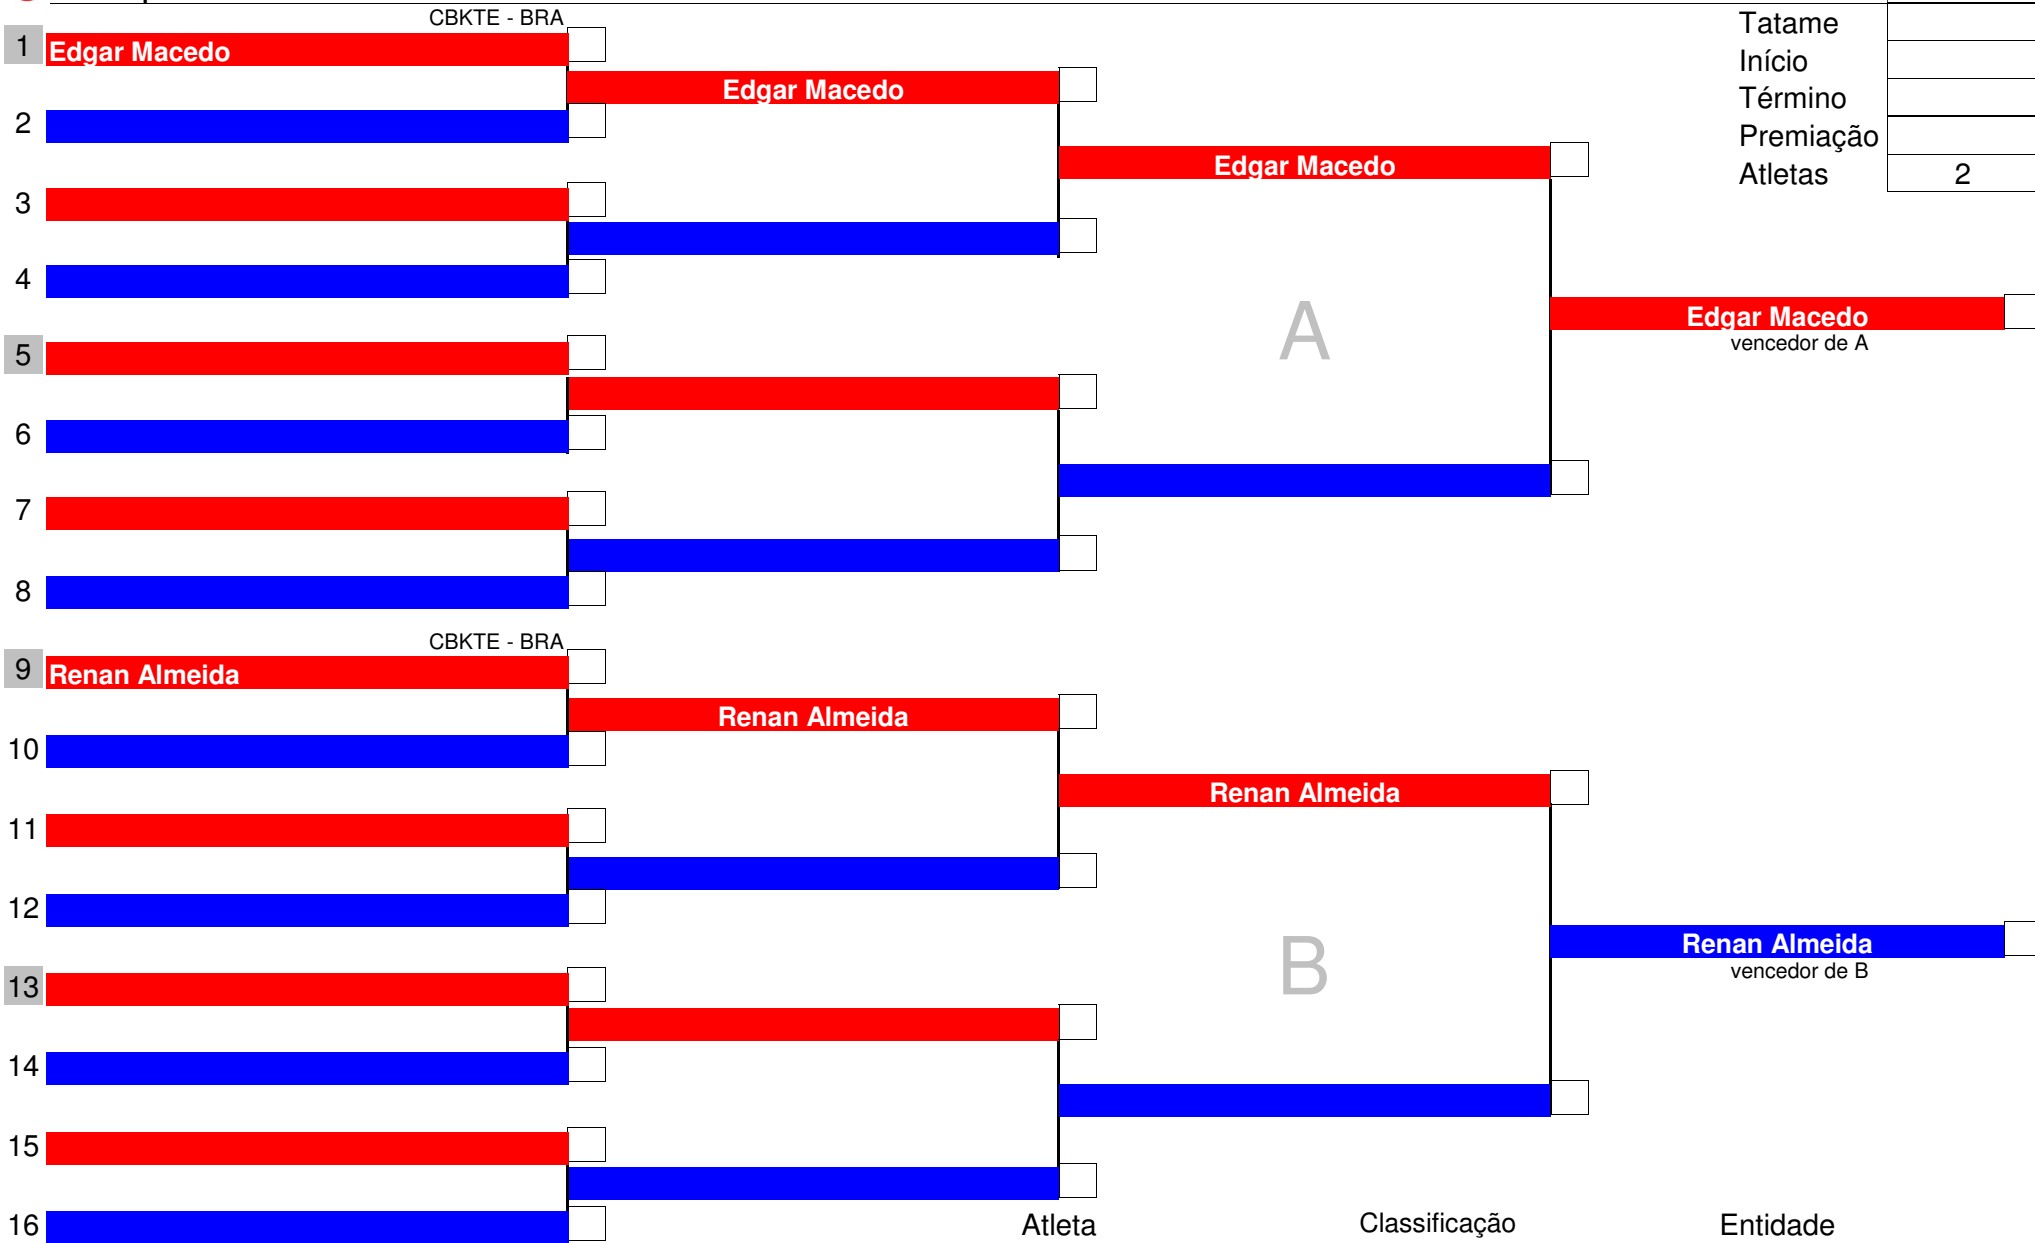 CBKTE - BRA
Tatame
1 Edgar Macedo
Início
Edgar Macedo
Término
2
Premiação
Edgar Macedo
Atletas 2
3
4
Edgar Macedo
A
vencedor de A
5
6
7
8
CBKTE - BRA
9 Renan Almeida
Renan Almeida
10
Renan Almeida
11
12
Renan Almeida
B
vencedor de B
13
14
15
16
Atleta Classificação Entidade